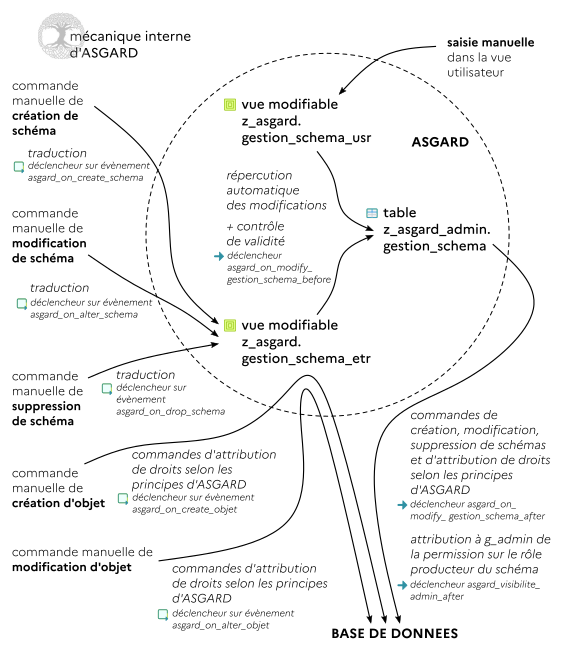 mécanique interne
d'ASGARD
saisie manuelle
dans la vue
utilisateur
commande
manuelle de
création de
schéma
vue modifiable
z_asgard.
gestion_schema_usr
ASGARD
traduction
déclencheur sur évènement
asgard_on_create_schema
répercution
automatique
des modifications
+ contrôle
de validité
déclencheur
asgard_on_modify_
gestion_schema_before
table
z_asgard_admin.
gestion_schema
commande
manuelle de
modification
de schéma
traduction
déclencheur sur évènement
asgard_on_alter_schema
vue modifiable
z_asgard.
gestion_schema_etr
commande
manuelle de
suppression
de schéma
traduction
déclencheur sur
évènement
asgard_on_drop_schema
commandes de
création, modification,
suppression de schémas
et d'attribution de droits
selon les principes
d'ASGARD
déclencheur asgard_on_
modify_ gestion_schema_after
commande
manuelle de
création d'objet
commandes d'attribution
de droits selon les
principes d'ASGARD
déclencheur sur évènement
asgard_on_create_objet
attribution à g_admin de
la permission sur le rôle
producteur du schéma
déclencheur asgard_visibilite_
admin_after
commande manuelle de
modification d'objet
commandes d'attribution
de droits selon les principes
d'ASGARD
déclencheur sur évènement
asgard_on_alter_objet
BASE DE DONNEES